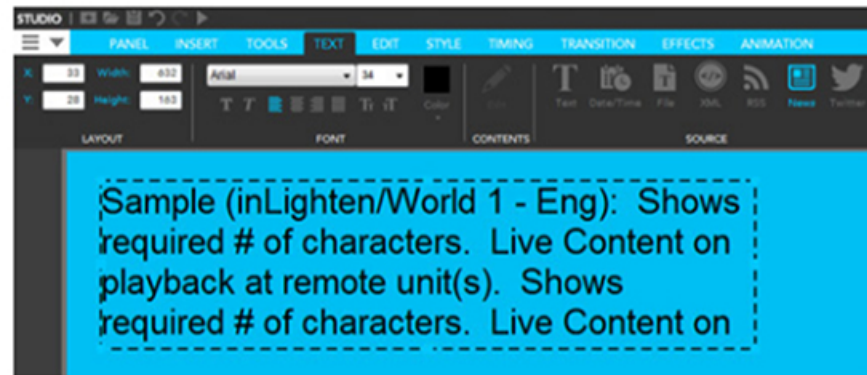 STUDIO
PANEL INSERT TOOLS TEXT EDIT STYLE TIMING TRANSITION EFFECTS ANIMATION
X: 33 Width: 632 Arial 34
Y: 28 Height: 163 Color Edit Text Date/Time File XML RSS News Twitter
LAYOUT FONT CONTENTS SOURCE
Sample (inLighten/World 1 - Eng):  Shows
required # of characters.  Live Content on
playback at remote unit(s).  Shows
required # of characters.  Live Content on